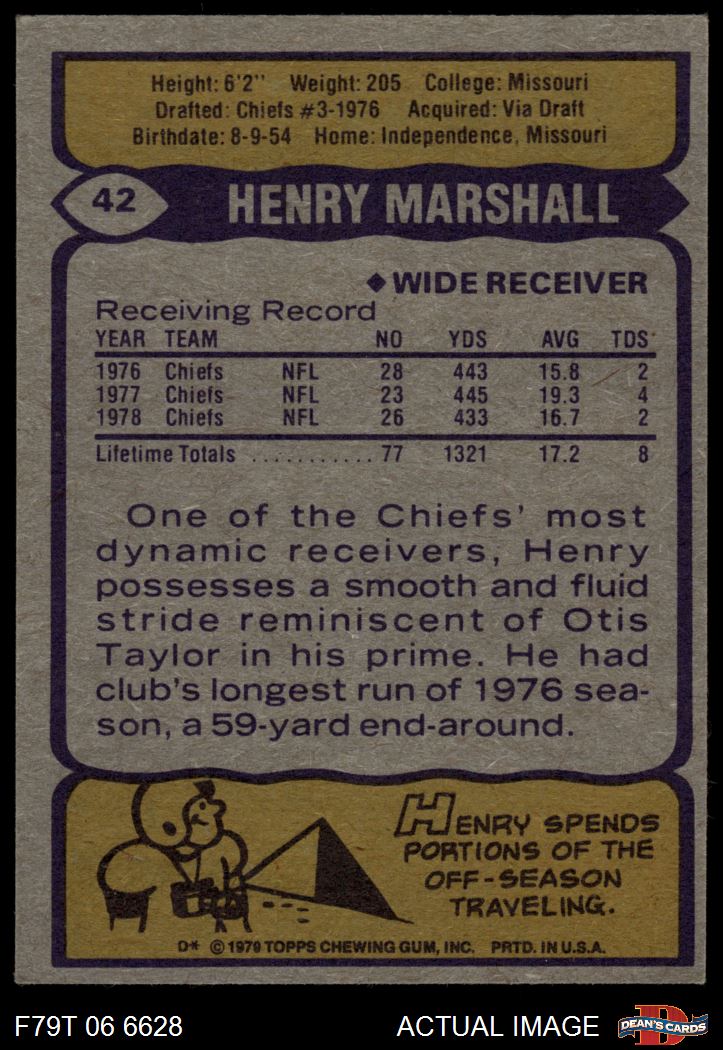 Height: 6'2" Weight: 205 College: Missouri
Drafted: Chiefs #3-1976 Acquired: Via Draft
Birthdate: 8-9-54 Home: Independence, Missouri
42 HENRY MARSHALL
◆ WIDE RECEIVER
Receiving Record
YEAR TEAM NO YDS AVG TDS
1976 Chiefs NFL 28 443 15.8 2
1977 Chiefs NFL 23 445 19.3 4
1978 Chiefs NFL 26 433 16.7 2
Lifetime Totals ........... 77 1321 17.2 8
One of the Chiefs' most
dynamic receivers, Henry
possesses a smooth and fluid
stride reminiscent of Otis
Taylor in his prime. He had
club's longest run of 1976 sea-
son, a 59-yard end-around.
HENRY SPENDS
PORTIONS OF THE
OFF-SEASON
TRAVELING.
D* © 1979 TOPPS CHEWING GUM, INC. PRTD. IN U.S.A.
F79T 06 6628 ACTUAL IMAGE D DEAN'S CARDS